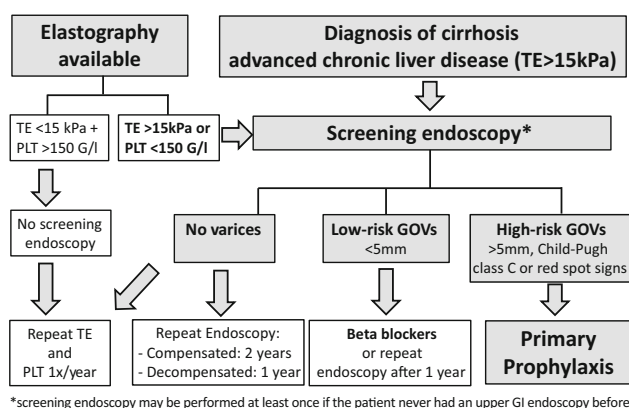 Elastography
available
Diagnosis of cirrhosis
advanced chronic liver disease (TE>15kPa)
TE <15 kPa +
PLT >150 G/l
TE >15kPa or
PLT <150 G/l
Screening endoscopy*
No screening
endoscopy
No varices
Low-risk GOVs
<5mm
High-risk GOVs
>5mm, Child-Pugh
class C or red spot signs
Repeat TE
and
PLT 1x/year
Repeat Endoscopy:
- Compensated: 2 years
- Decompensated: 1 year
Beta blockers
or repeat
endoscopy after 1 year
Primary
Prophylaxis
*screening endoscopy may be performed at least once if the patient never had an upper GI endoscopy before